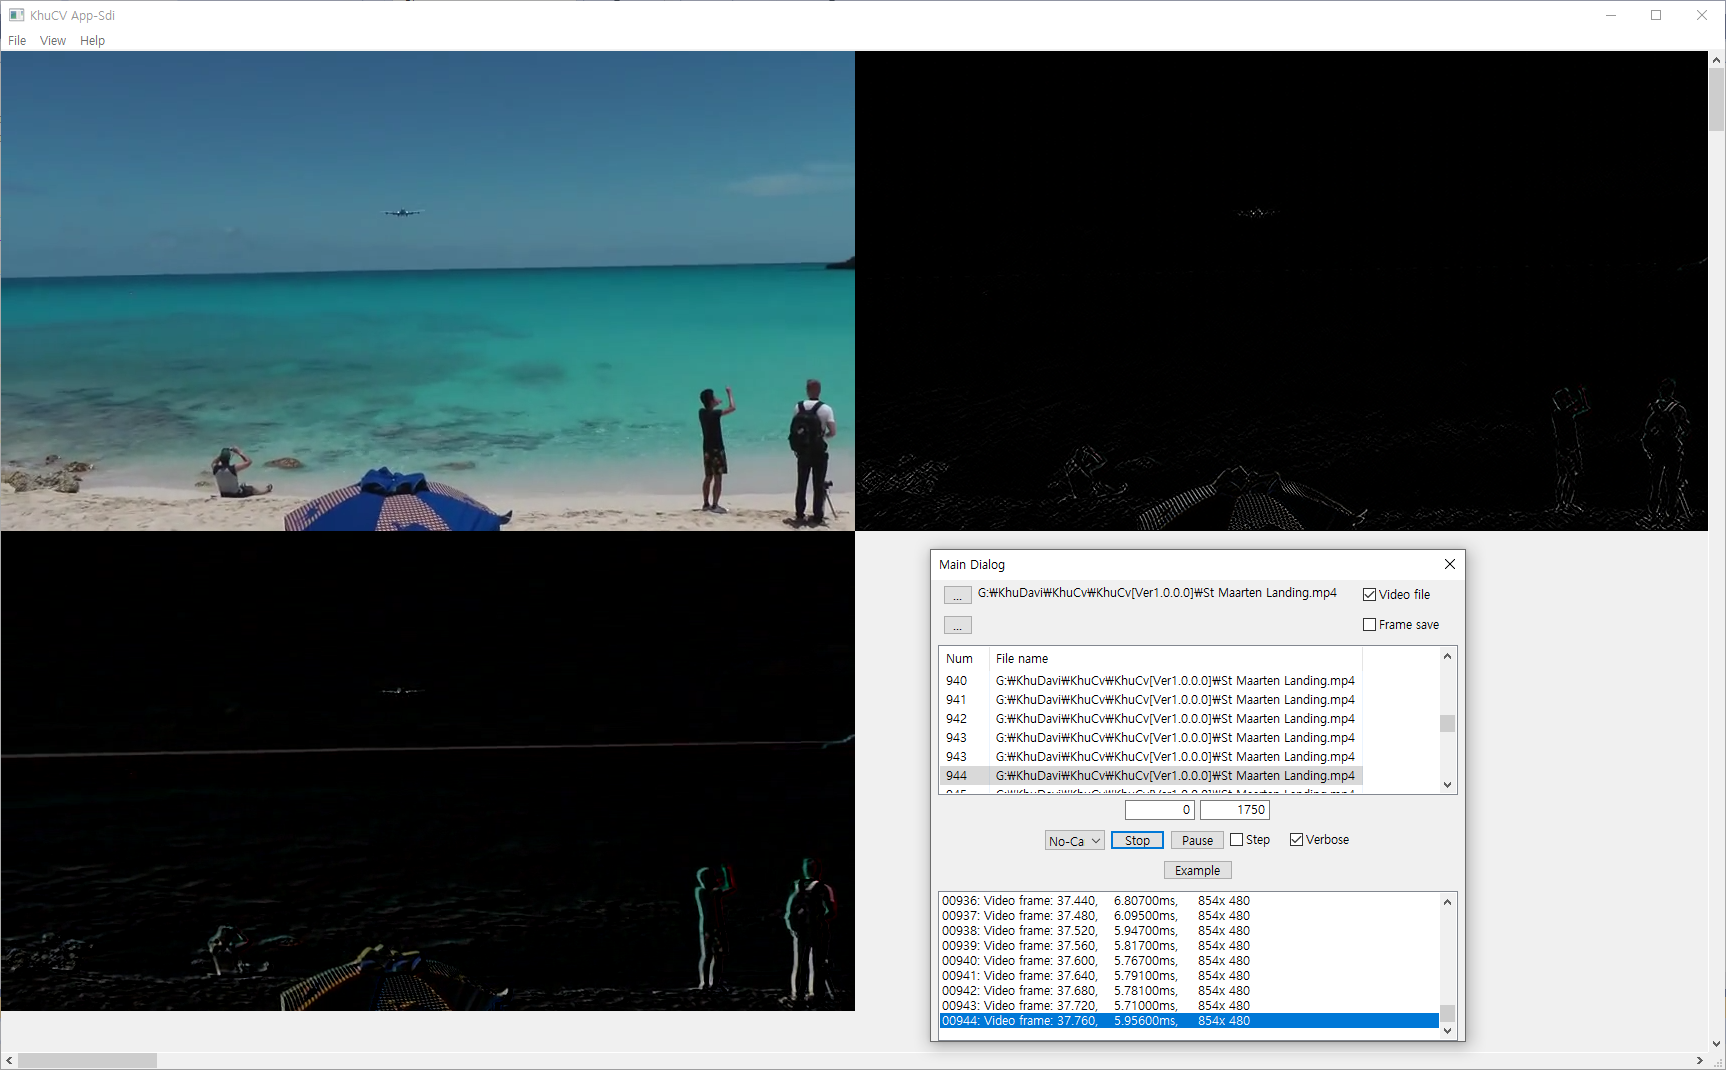 KhuCV App-Sdi
File View Help
Main Dialog
... G:₩KhuDavi₩KhuCv₩KhuCv[Ver1.0.0.0]₩St Maarten Landing.mp4 Video file
... Frame save
Num File name
940 G:₩KhuDavi₩KhuCv₩KhuCv[Ver1.0.0.0]₩St Maarten Landing.mp4
941 G:₩KhuDavi₩KhuCv₩KhuCv[Ver1.0.0.0]₩St Maarten Landing.mp4
942 G:₩KhuDavi₩KhuCv₩KhuCv[Ver1.0.0.0]₩St Maarten Landing.mp4
943 G:₩KhuDavi₩KhuCv₩KhuCv[Ver1.0.0.0]₩St Maarten Landing.mp4
943 G:₩KhuDavi₩KhuCv₩KhuCv[Ver1.0.0.0]₩St Maarten Landing.mp4
944 G:₩KhuDavi₩KhuCv₩KhuCv[Ver1.0.0.0]₩St Maarten Landing.mp4
0 1750
No-Ca Stop Pause Step Verbose
Example
00936: Video frame: 37.440, 6.80700ms, 854x 480
00937: Video frame: 37.480, 6.09500ms, 854x 480
00938: Video frame: 37.520, 5.94700ms, 854x 480
00939: Video frame: 37.560, 5.81700ms, 854x 480
00940: Video frame: 37.600, 5.76700ms, 854x 480
00941: Video frame: 37.640, 5.79100ms, 854x 480
00942: Video frame: 37.680, 5.78100ms, 854x 480
00943: Video frame: 37.720, 5.71000ms, 854x 480
00944: Video frame: 37.760, 5.95600ms, 854x 480